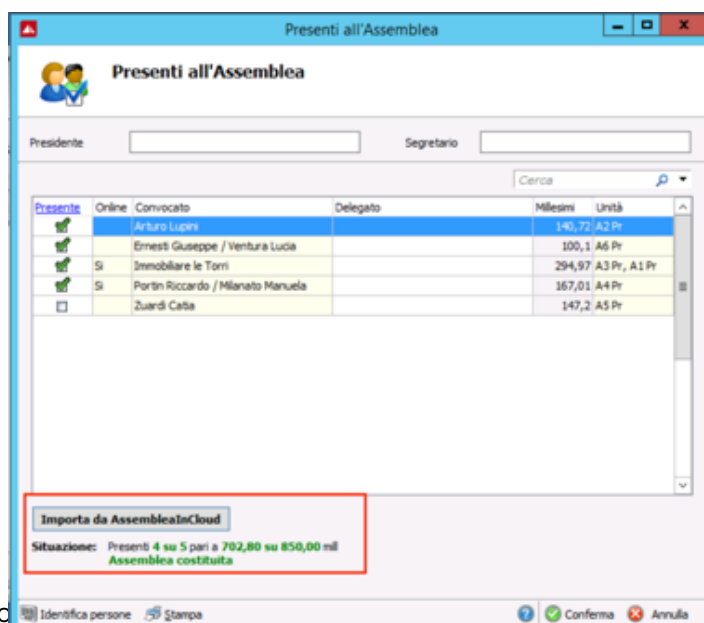 Presenti all'Assemblea
Presenti all'Assemblea
Presidente Segretario
Cerca
Presente Online Convocato Delegato Millesimi Unità
Arturo Lupini 140,72 A2 Pr
Ernesti Giuseppe / Ventura Lucia 100,1 A6 Pr
Si Immobiliare le Torri 294,97 A3 Pr, A1 Pr
Si Portin Riccardo / Milanato Manuela 167,01 A4 Pr
Zuardi Catia 147,2 A5 Pr
Importa da AssembleaInCloud
Situazione: Presenti 4 su 5 pari a 702,80 su 850,00 mil
Assemblea costituita
Identifica persone Stampa Conferma Annulla